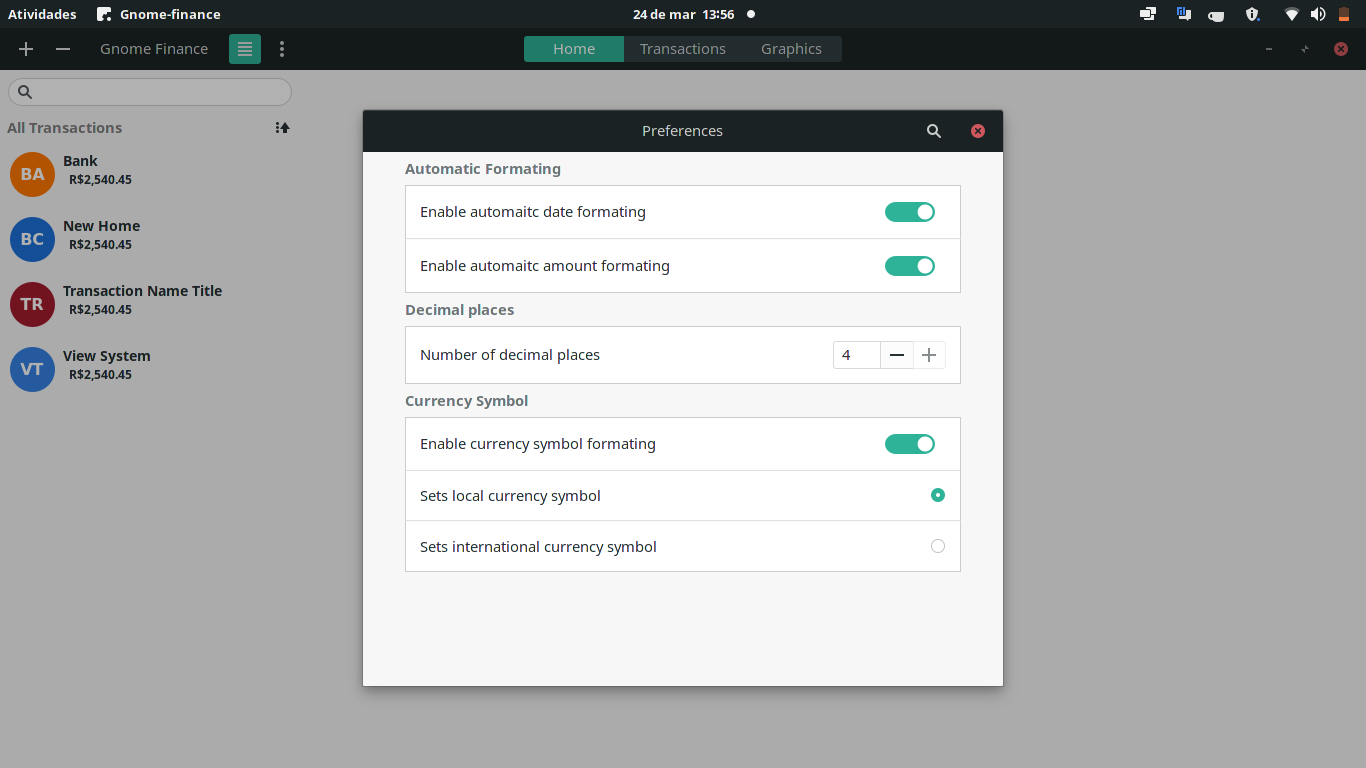 Atividades
Gnome-finance
24 de mar 13:56
Gnome Finance
Home
Transactions
Graphics
All Transactions
BA
Bank
R$2,540.45
BC
New Home
R$2,540.45
TR
Transaction Name Title
R$2,540.45
VT
View System
R$2,540.45
Preferences
Automatic Formating
Enable automaitc date formating
Enable automaitc amount formating
Decimal places
Number of decimal places
4
Currency Symbol
Enable currency symbol formating
Sets local currency symbol
Sets international currency symbol